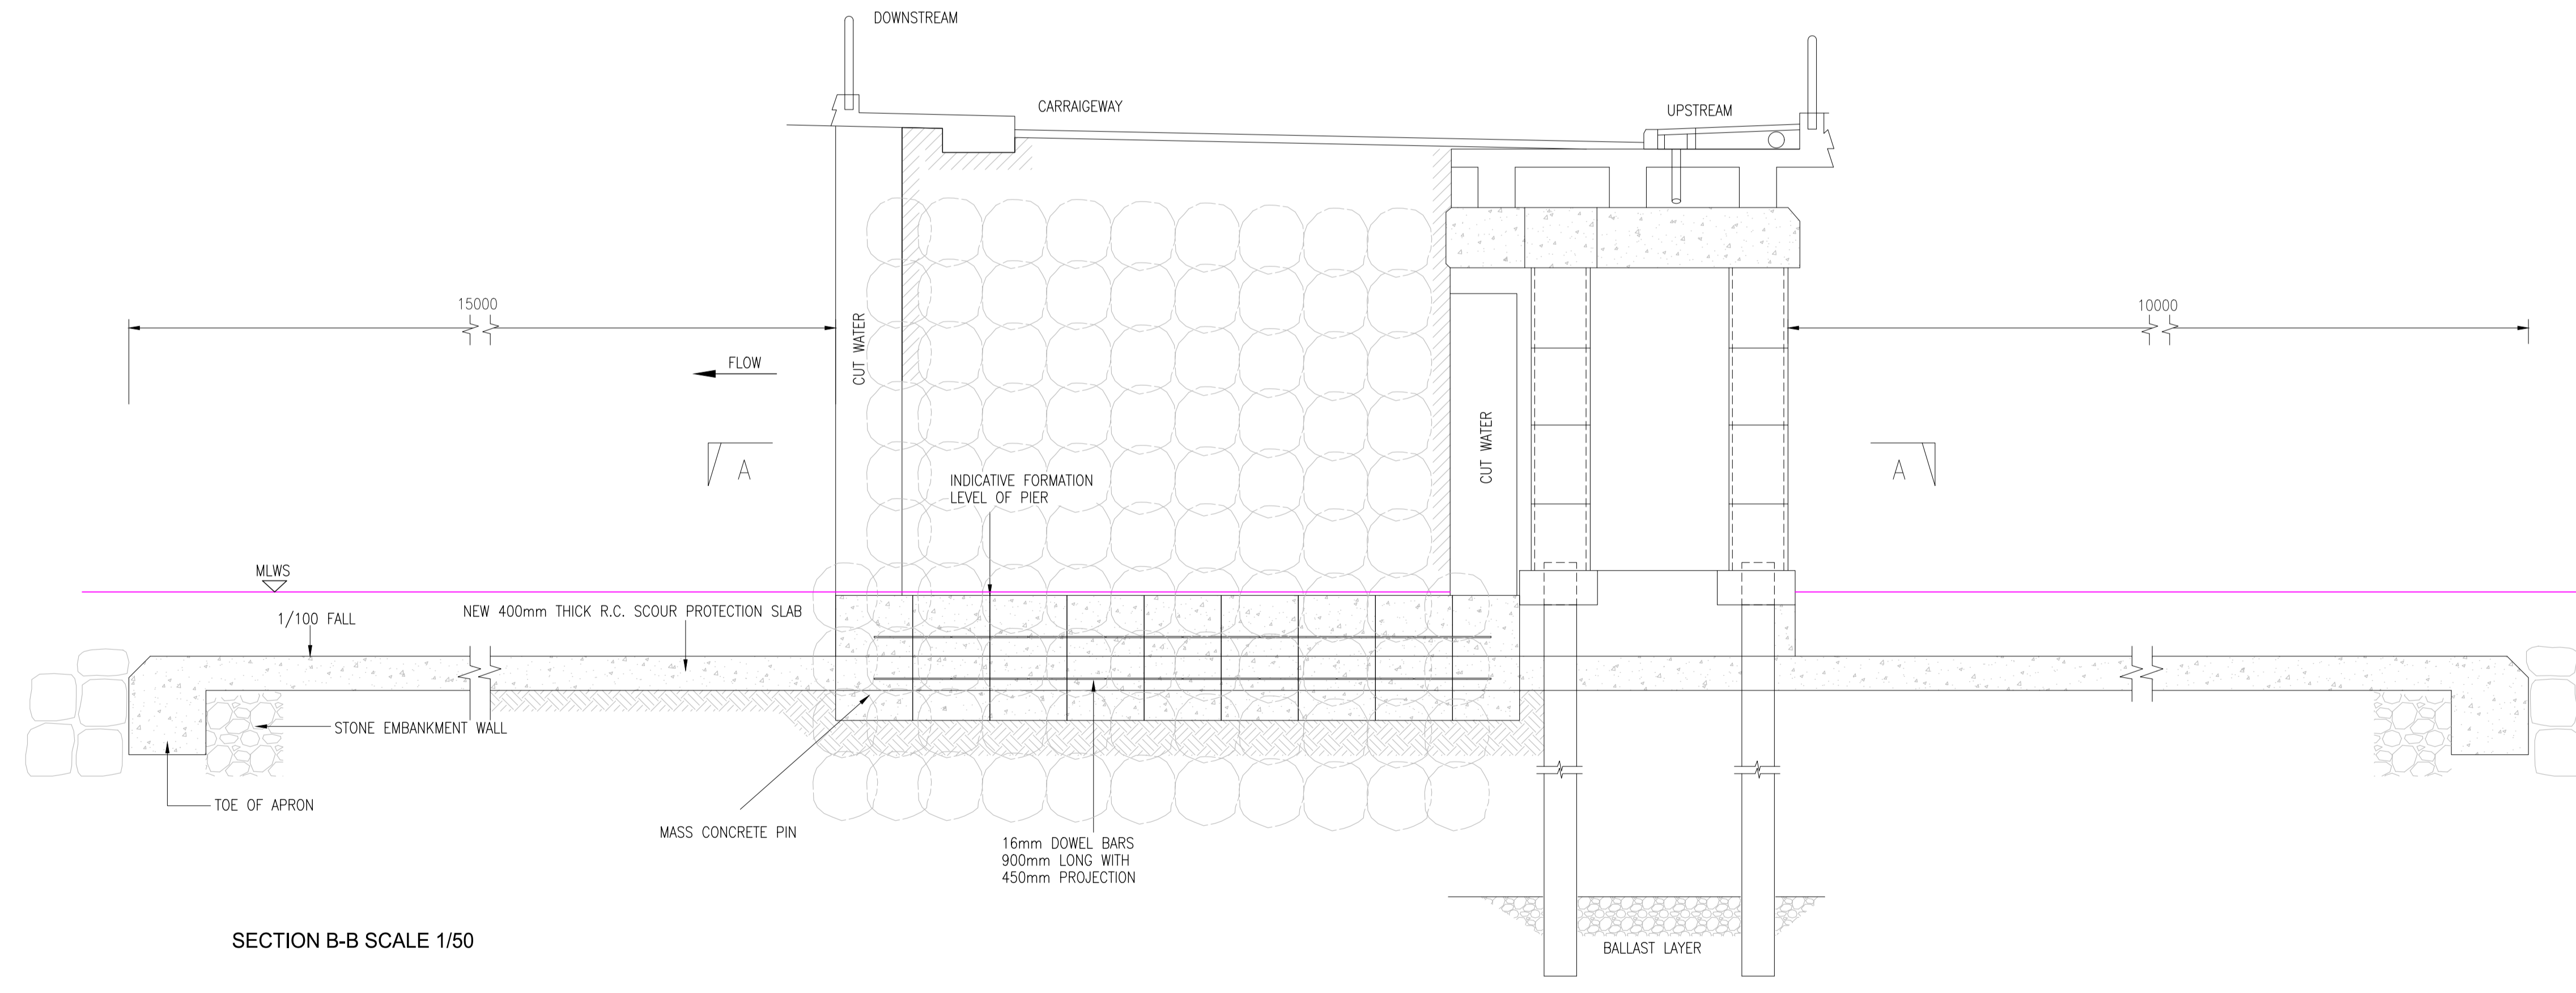 DOWNSTREAM
CARRAIGEWAY
UPSTREAM
15000
10000
CUT WATER
FLOW
CUT WATER
A
A
INDICATIVE FORMATION
LEVEL OF PIER
MLWS
1/100 FALL
NEW 400mm THICK R.C. SCOUR PROTECTION SLAB
STONE EMBANKMENT WALL
TOE OF APRON
MASS CONCRETE PIN
16mm DOWEL BARS
900mm LONG WITH
450mm PROJECTION
BALLAST LAYER
SECTION B-B SCALE 1/50